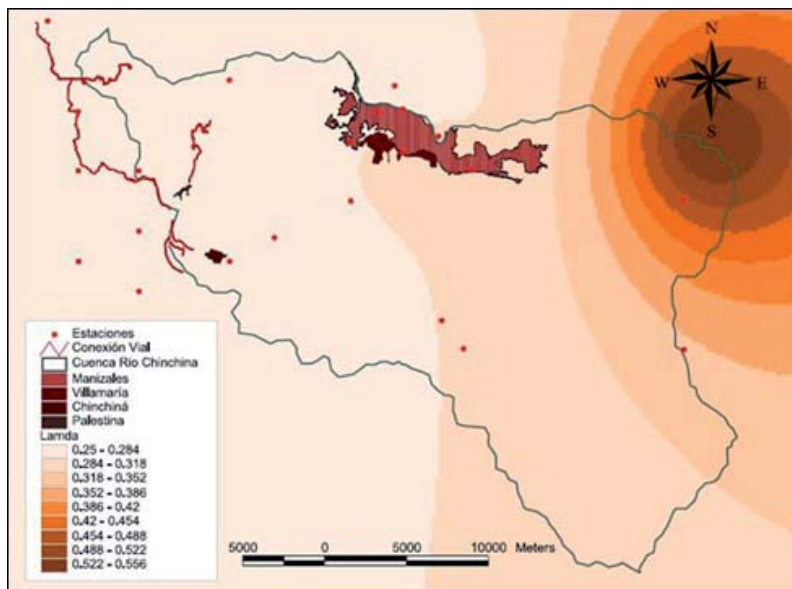 N
W E
S
Estaciones
Conexión Vial
Cuenca Río Chinchina
Manizales
Villamaría
Chinchiná
Palestina
Lamda
0.25 - 0.284
0.284 - 0.318
0.318 - 0.352
0.352 - 0.386
0.386 - 0.42
0.42 - 0.454
0.454 - 0.488
0.488 - 0.522
0.522 - 0.556
5000 0 5000 10000 Meters